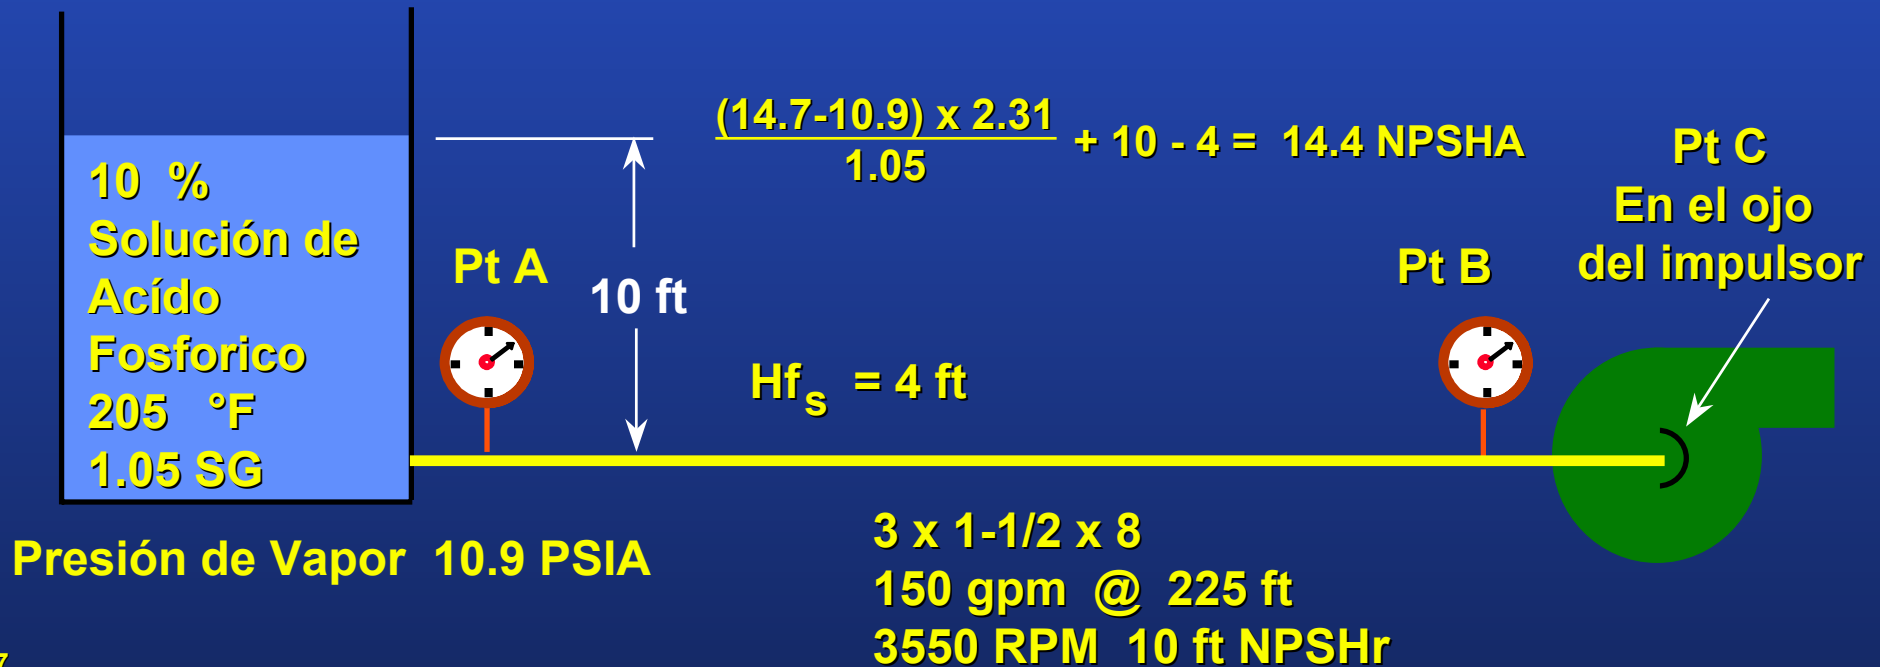 (14.7-10.9) x 2.31
1.05
+ 10 - 4 = 14.4 NPSHA
10 %
Solución de
Acído
Fosforico
205 °F
1.05 SG
Pt A
10 ft
Hf s = 4 ft
Pt B
Pt C
En el ojo
del impulsor
Presión de Vapor 10.9 PSIA
3 x 1-1/2 x 8
150 gpm @ 225 ft
3550 RPM 10 ft NPSHr